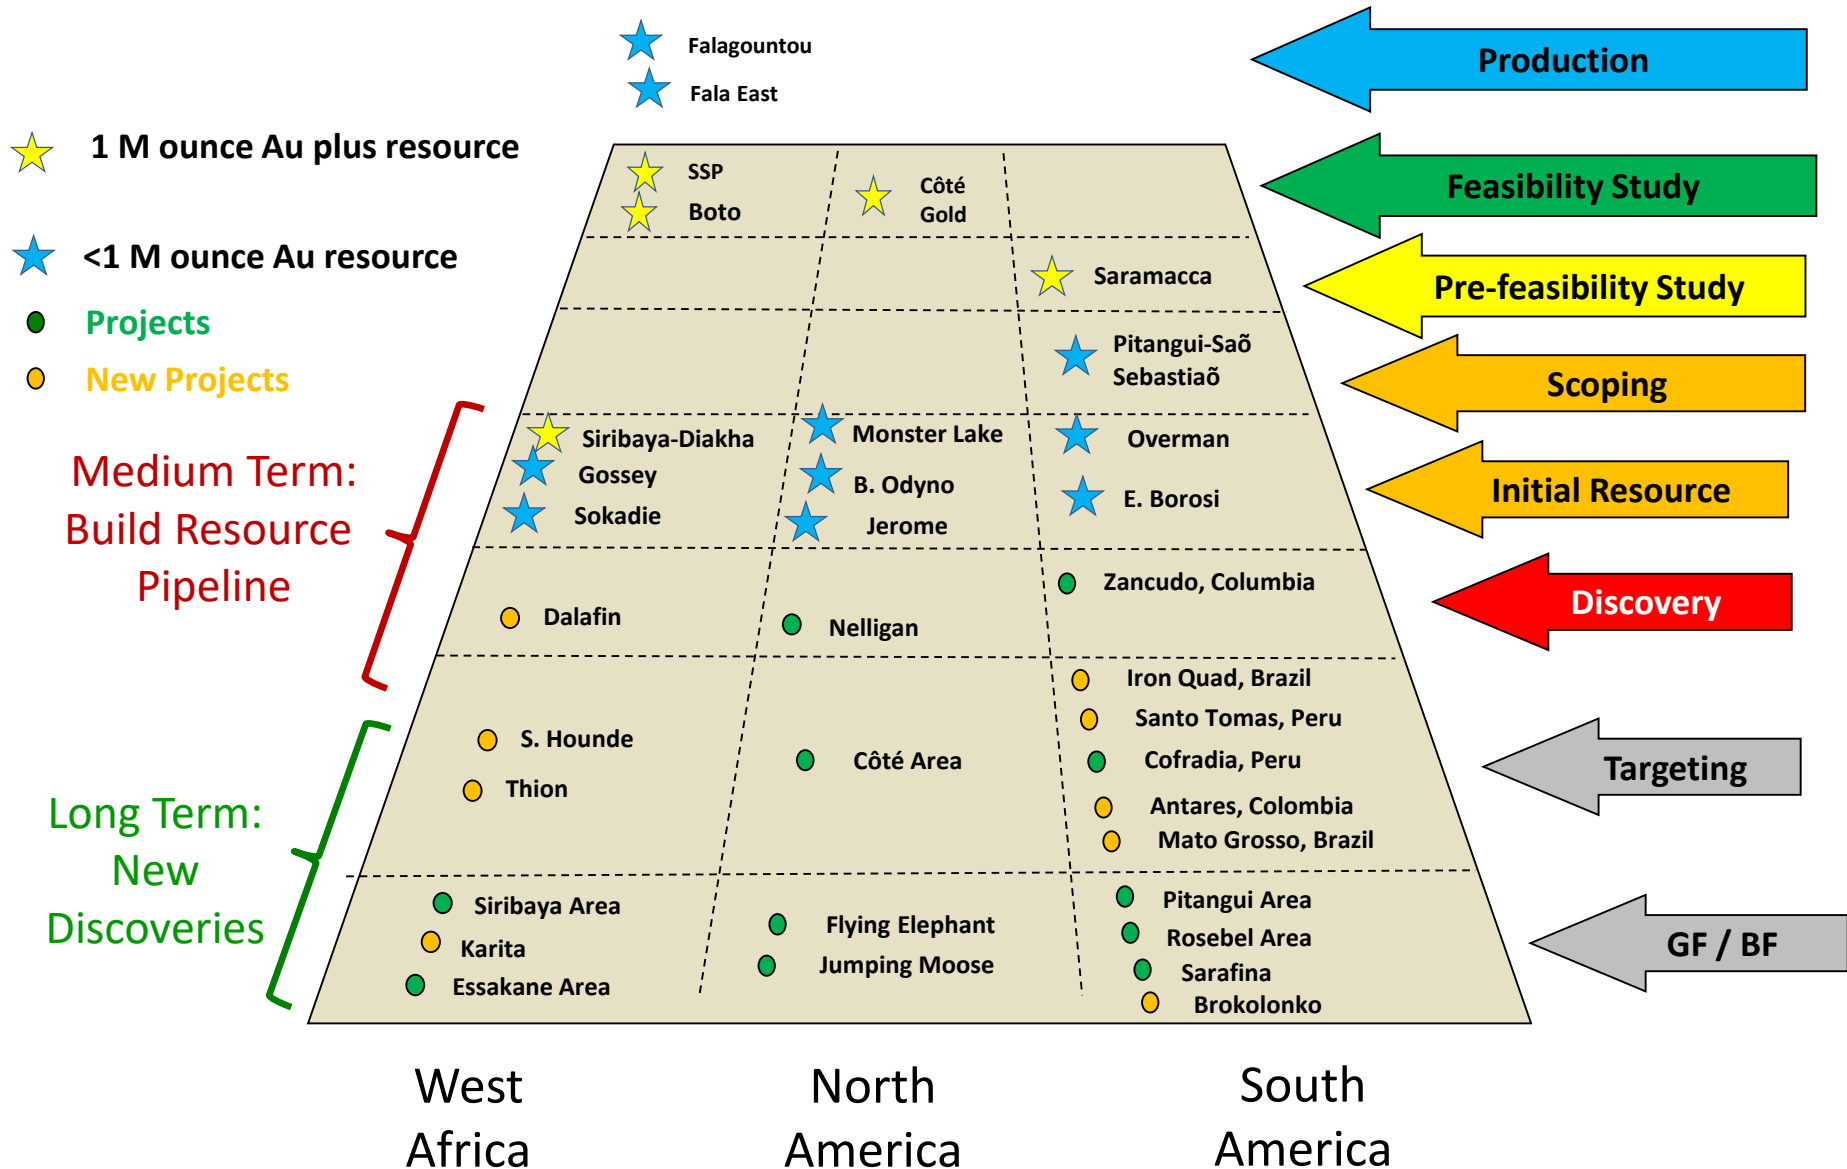 Falagountou
Fala East
Production
1 M ounce Au plus resource
<1 M ounce Au resource
Projects
New Projects
SSP
Boto
Côté
Gold
Feasibility Study
Saramacca
Pre-feasibility Study
Pitangui-Saõ
Sebastiaõ
Scoping
Medium Term:
Build Resource
Pipeline
Siribaya-Diakha
Gossey
Sokadie
Monster Lake
B. Odyno
Jerome
Overman
E. Borosi
Initial Resource
Dalafin
Nelligan
Zancudo, Columbia
Discovery
Long Term:
New
Discoveries
S. Hounde
Thion
Côté Area
Iron Quad, Brazil
Santo Tomas, Peru
Cofradia, Peru
Antares, Colombia
Mato Grosso, Brazil
Targeting
Siribaya Area
Karita
Essakane Area
Flying Elephant
Jumping Moose
Pitangui Area
Rosebel Area
Sarafina
Brokolonko
GF / BF
West
Africa
North
America
South
America